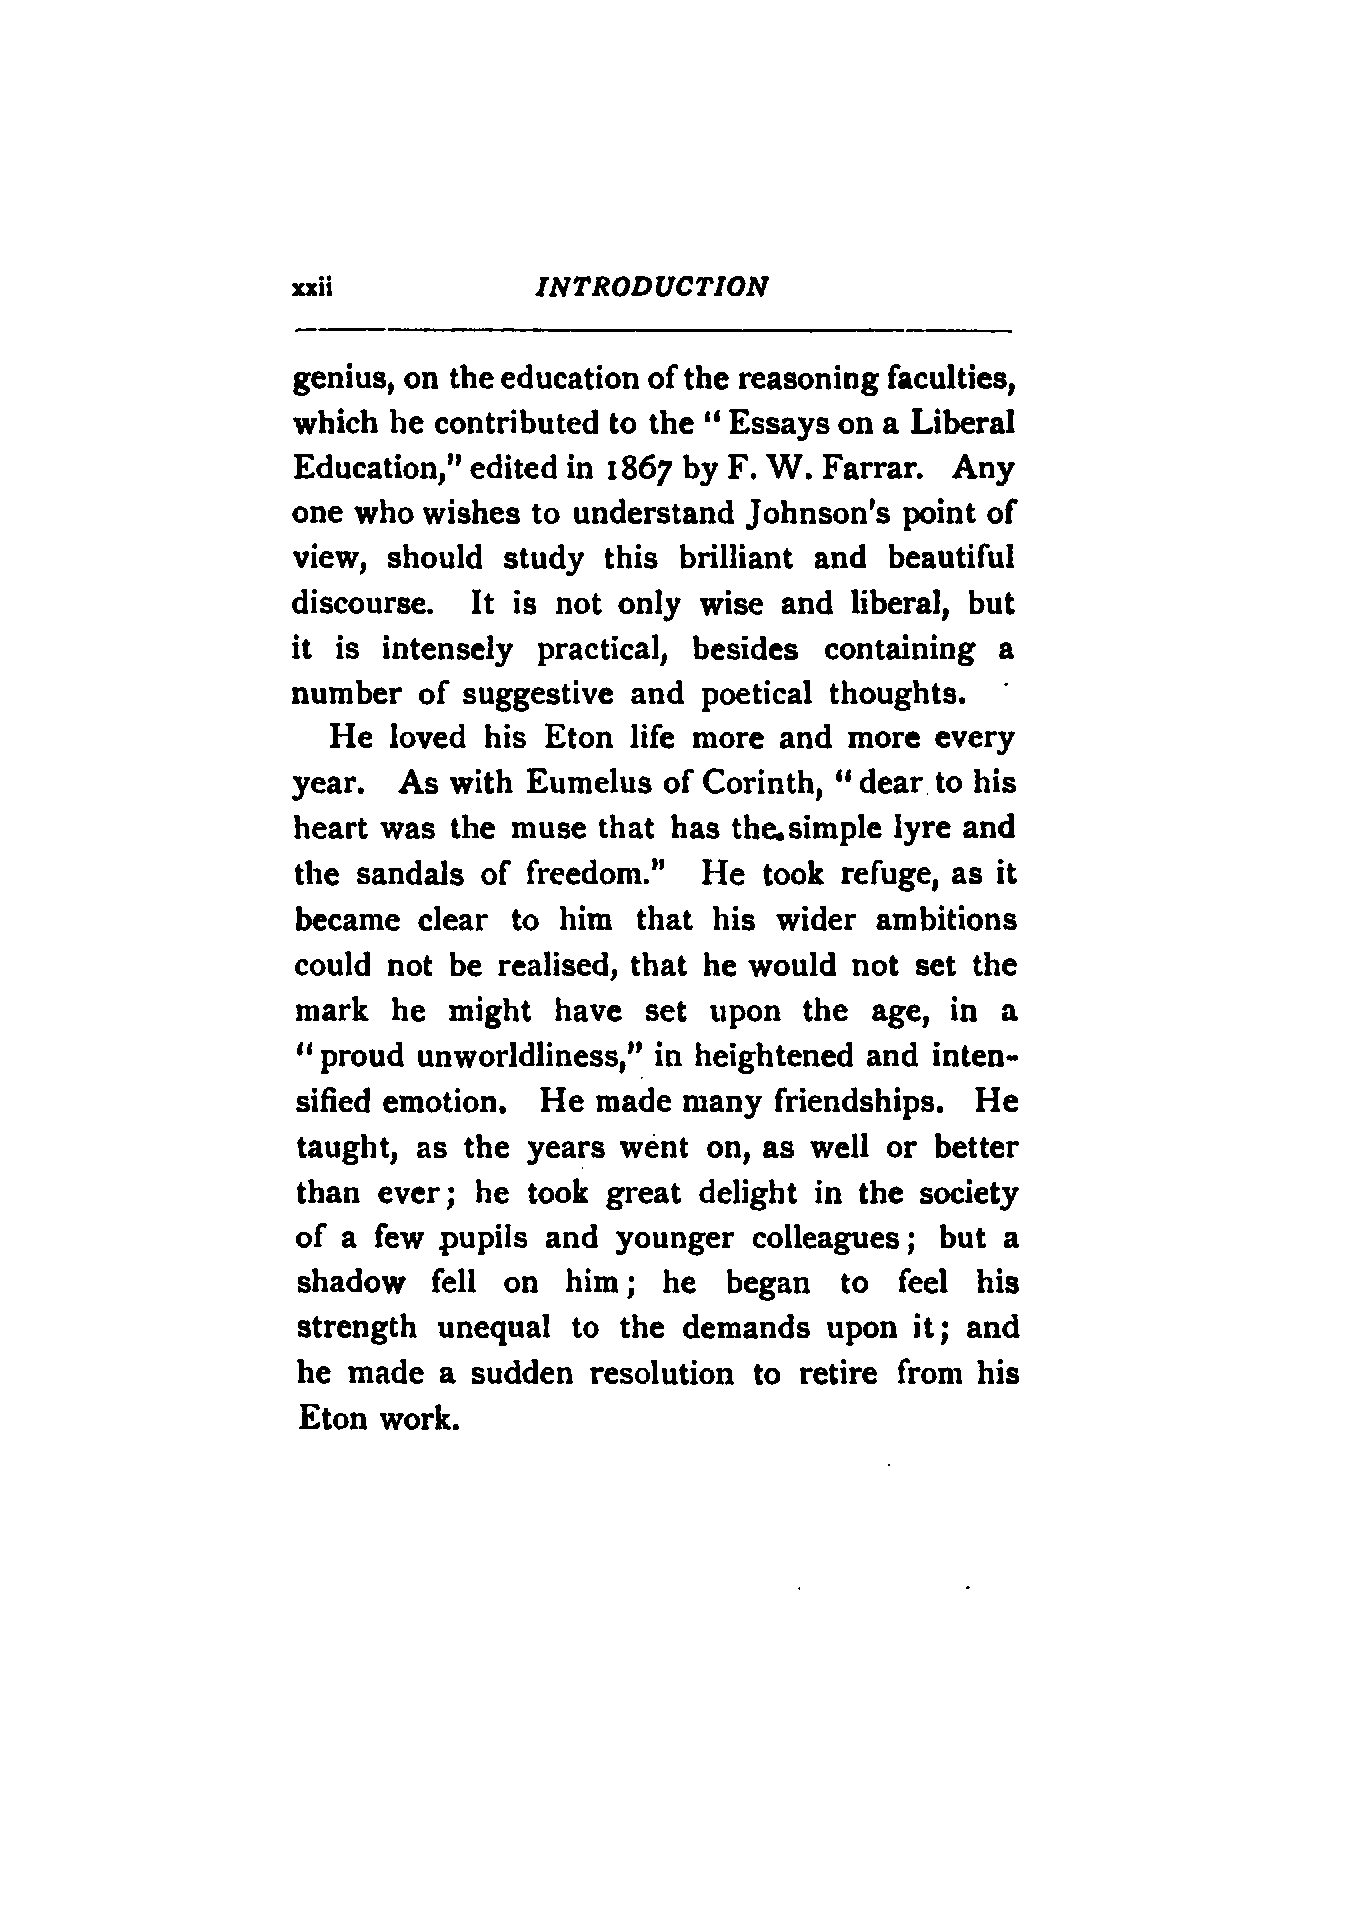 xxii INTRODUCTION
genius, on the education of the reasoning faculties,
which he contributed to the "Essays on a Liberal
Education," edited in 1867 by F. W. Farrar. Any
one who wishes to understand Johnson's point of
view, should study this brilliant and beautiful
discourse. It is not only wise and liberal, but
it is intensely practical, besides containing a
number of suggestive and poetical thoughts.
He loved his Eton life more and more every
year. As with Eumelus of Corinth, "dear to his
heart was the muse that has the simple lyre and
the sandals of freedom." He took refuge, as it
became clear to him that his wider ambitions
could not be realised, that he would not set the
mark he might have set upon the age, in a
"proud unworldliness," in heightened and inten-
sified emotion. He made many friendships. He
taught, as the years went on, as well or better
than ever; he took great delight in the society
of a few pupils and younger colleagues; but a
shadow fell on him; he began to feel his
strength unequal to the demands upon it; and
he made a sudden resolution to retire from his
Eton work.